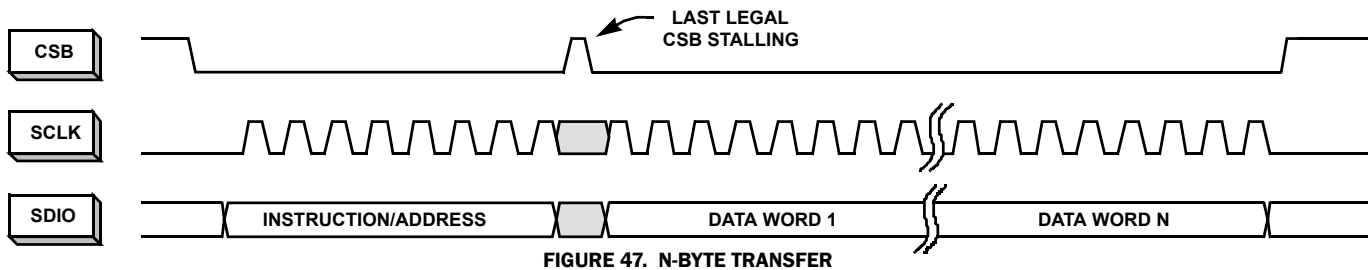 LAST LEGAL
CSB STALLING
CSB
SCLK
SDIO
INSTRUCTION/ADDRESS
DATA WORD 1
DATA WORD N
FIGURE 47. N-BYTE TRANSFER